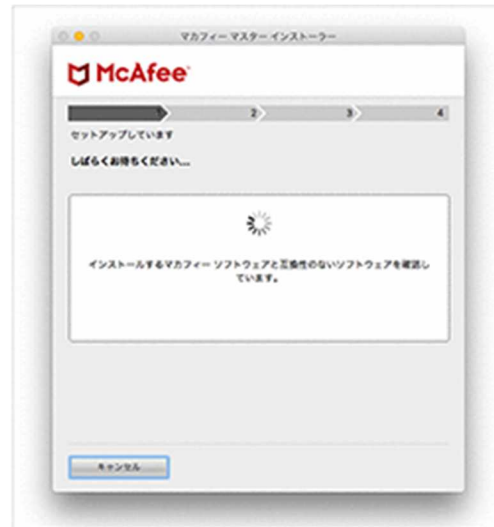 マカフィー マスター インストーラー
McAfee
1 2 3 4
セットアップしています
しばらくお待ちください...
インストールするマカフィー ソフトウェアと互換性のないソフトウェアを確認し
ています。
キャンセル